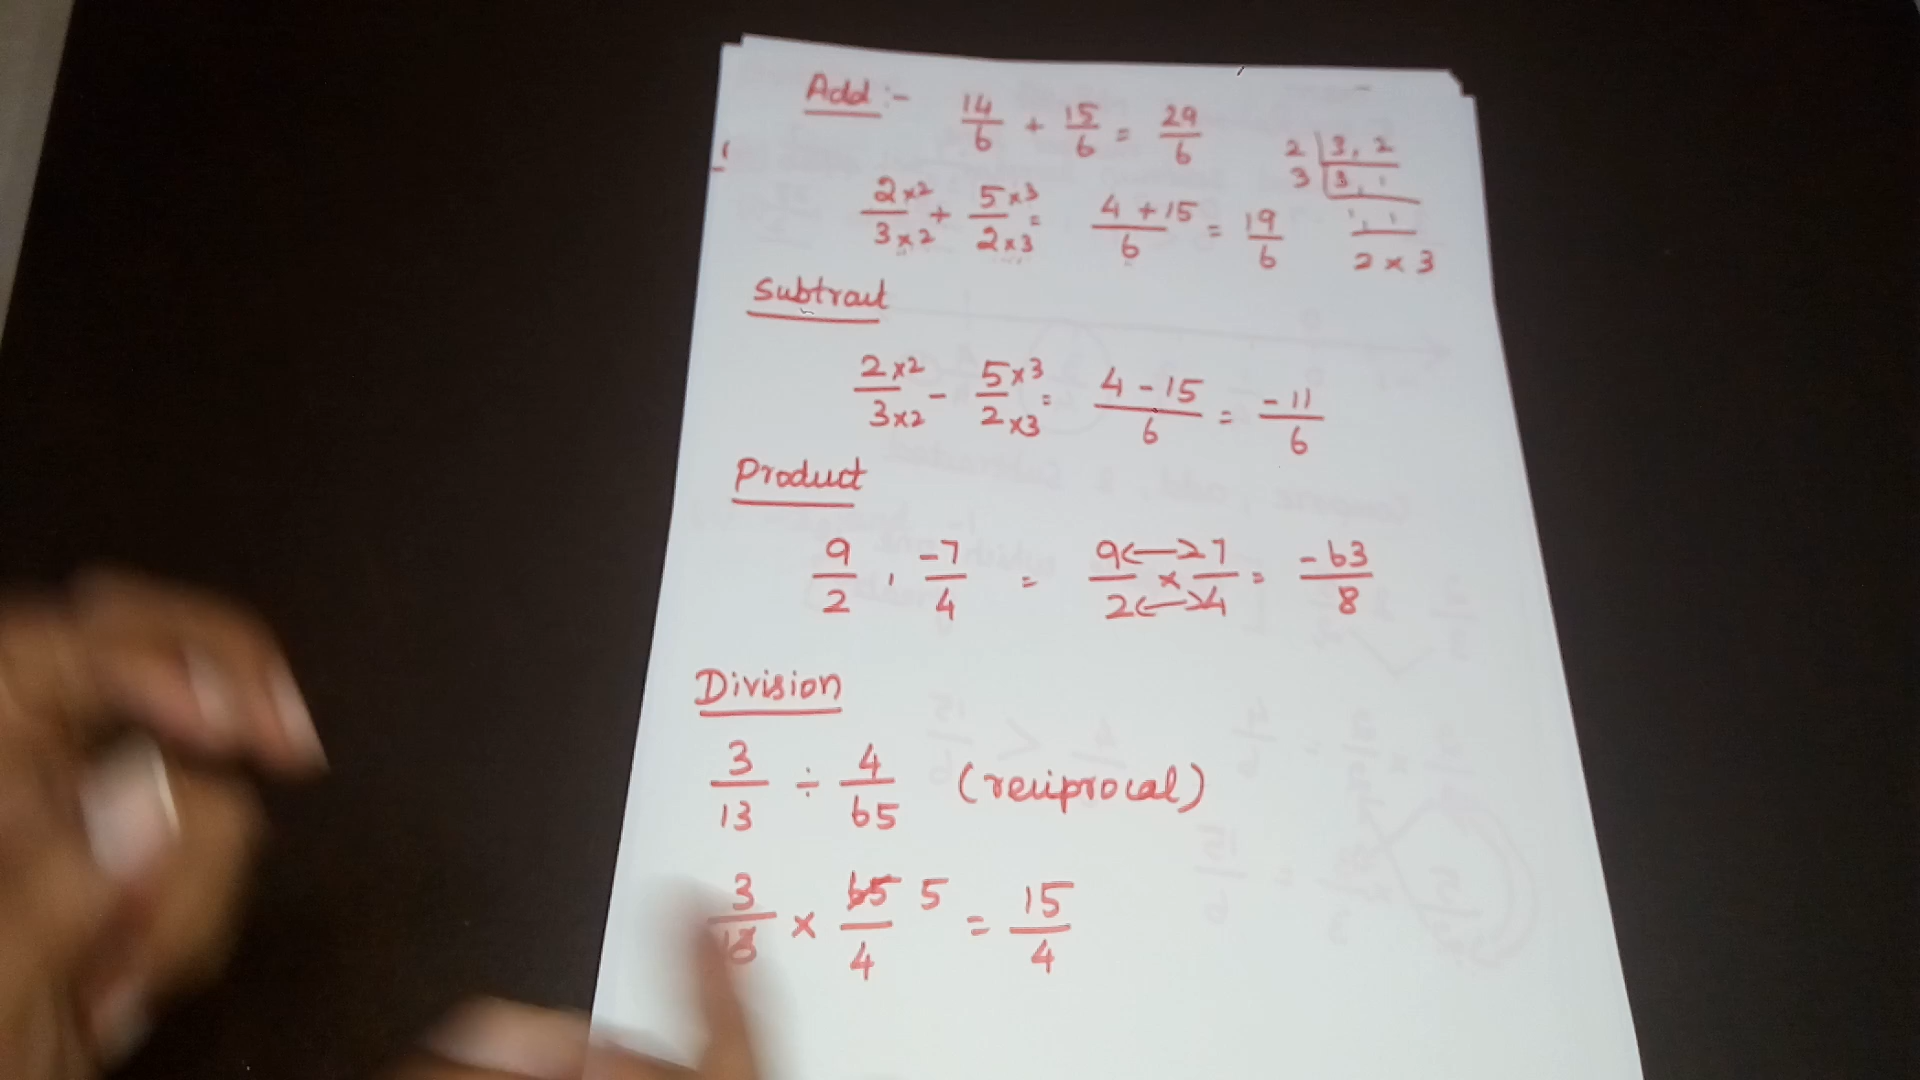 Add :- 14/6 + 15/6 = 29/6
2 | 3, 2
3 | 3, 1
1, 1
2 × 3
2×2/3×2 + 5×3/2×3 = 4+15/6 = 19/6
Subtract
2×2/3×2 - 5×3/2×3 = 4-15/6 = -11/6
Product
9/2 · -7/4 = 9↔7/2↔4 × = -63/8
Division
3/13 ÷ 4/65 (reciprocal)
3/13 × 65/4 5 = 15/4